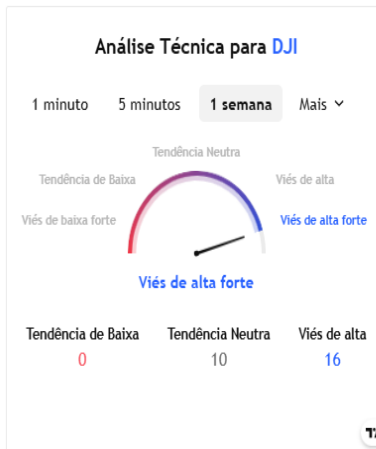 Análise Técnica para DJI
1 minuto 5 minutos 1 semana Mais
Tendência Neutra
Tendência de Baixa Viés de alta
Viés de baixa forte Viés de alta forte
Viés de alta forte
Tendência de Baixa Tendência Neutra Viés de alta
0 10 16